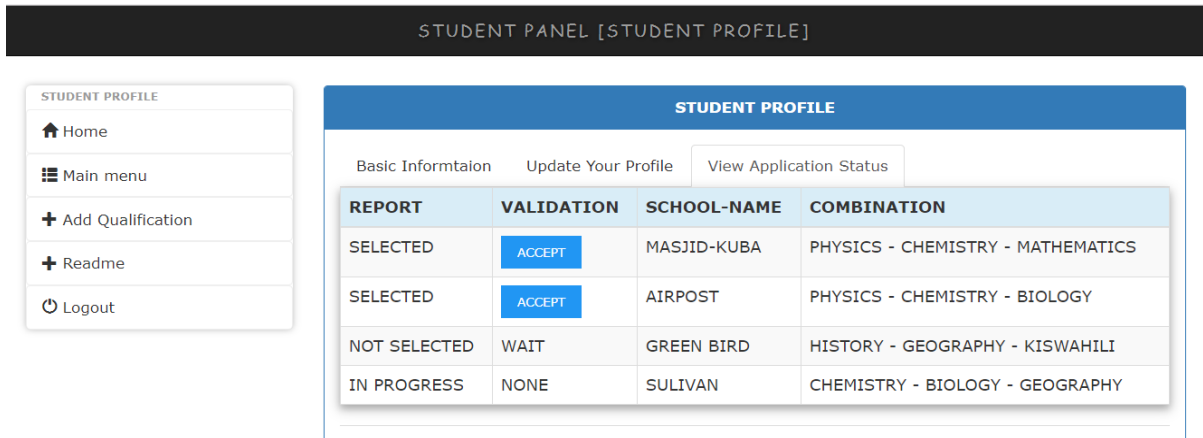 STUDENT PANEL [STUDENT PROFILE]
STUDENT PROFILE
Home
Main menu
Add Qualification
Readme
Logout
STUDENT PROFILE
Basic Informtaion Update Your Profile View Application Status
REPORT VALIDATION SCHOOL-NAME COMBINATION
SELECTED ACCEPT MASJID-KUBA PHYSICS - CHEMISTRY - MATHEMATICS
SELECTED ACCEPT AIRPOST PHYSICS - CHEMISTRY - BIOLOGY
NOT SELECTED WAIT GREEN BIRD HISTORY - GEOGRAPHY - KISWAHILI
IN PROGRESS NONE SULIVAN CHEMISTRY - BIOLOGY - GEOGRAPHY